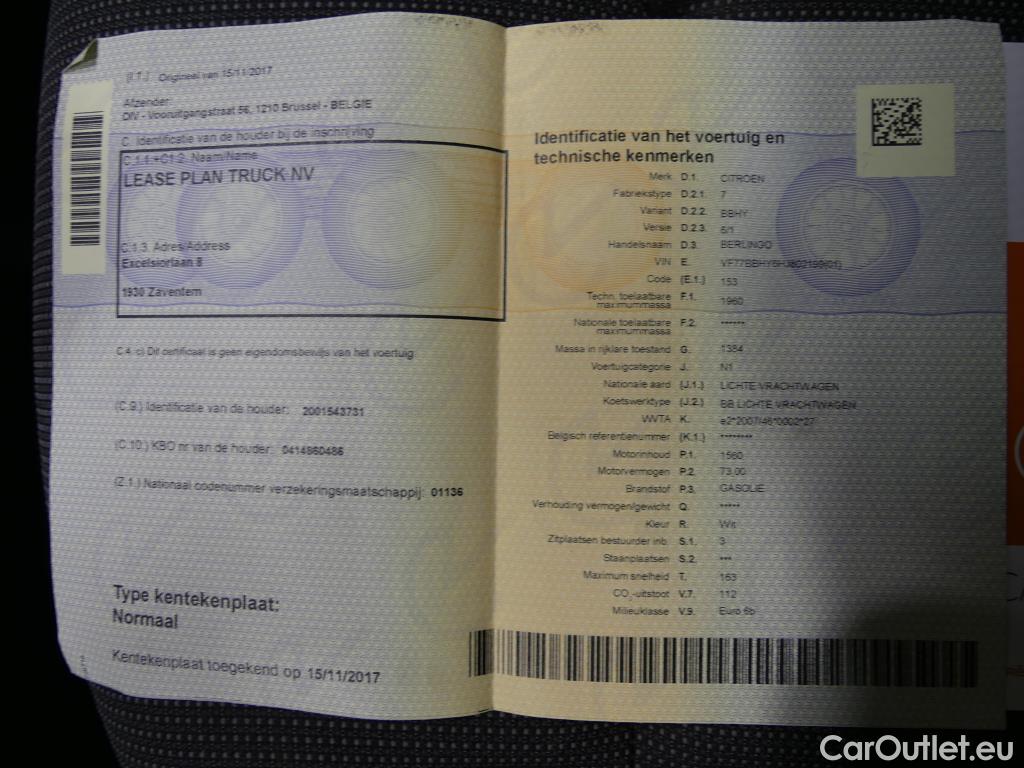 (I.1.) Origineel van 15/11/2017
Afzender:
DIV - Vooruitgangstraat 56, 1210 Brussel - BELGIE
C. Identificatie van de houder bij de inschrijving
C.1.1.+C1.2. Naam/Name
LEASE PLAN TRUCK NV
C.1.3. Adres/Address
Excelsiorlaan 8
1930 Zaventem
C.4. c) Dit certificaat is geen eigendomsbewijs van het voertuig
(C.9.) Identificatie van de houder: 2001543731
(C.10.) KBO nr van de houder: 0414860486
(Z.1.) Nationaal codenummer verzekeringsmaatschappij: 01136
Type kentekenplaat:
Normaal
Kentekenplaat toegekend op 15/11/2017
Identificatie van het voertuig en
technische kenmerken
Merk D.1. CITROEN
Fabriekstype D.2.1. 7
Variant D.2.2. BBHY
Versie D.2.3. 6/1
Handelsnaam D.3. BERLINGO
VIN E.
Code (E.1.) 153
Techn. toelaatbare maximummassa F.1. 1960
Nationale toelaatbare maximummassa F.2. ******
Massa in rijklare toestand G. 1384
Voertuigcategorie J. N1
Nationale aard (J.1.) LICHTE VRACHTWAGEN
Koetswerktype (J.2.) BB LICHTE VRACHTWAGEN
WVTA K. e2*2007/46*0002*27
Belgisch referentienummer (K.1.) ********
Motorinhoud P.1. 1560
Motorvermogen P.2. 73,00
Brandstof P.3. GASOLIE
Verhouding vermogen/gewicht Q. *****
Kleur R. Wit
Zitplaatsen bestuurder inb. S.1. 3
Staanplaatsen S.2. ***
Maximum snelheid T. 163
CO₂-uitstoot V.7. 112
Milieuklasse V.9. Euro 6b
CarOutlet.eu